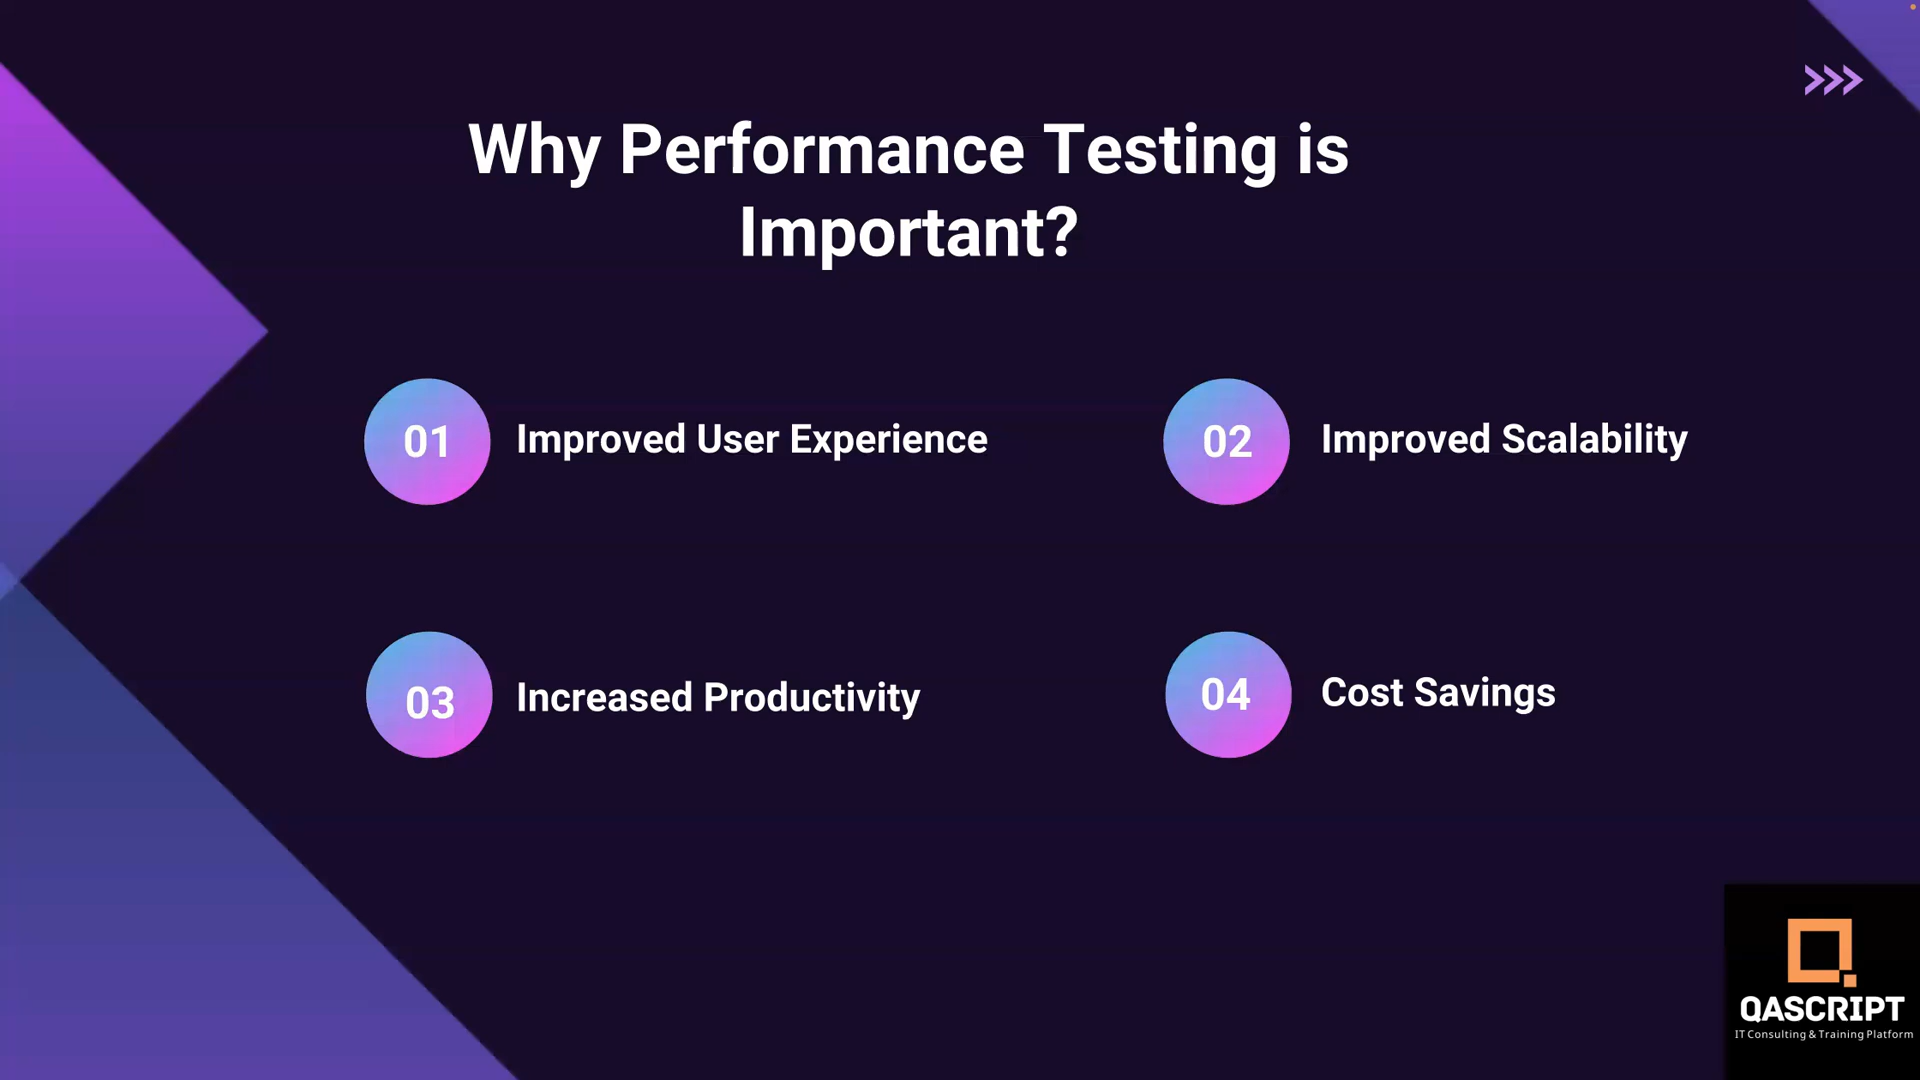 Why Performance Testing is
Important?
01 Improved User Experience
02 Improved Scalability
03 Increased Productivity
04 Cost Savings
QASCRIPT
IT Consulting & Training Platform